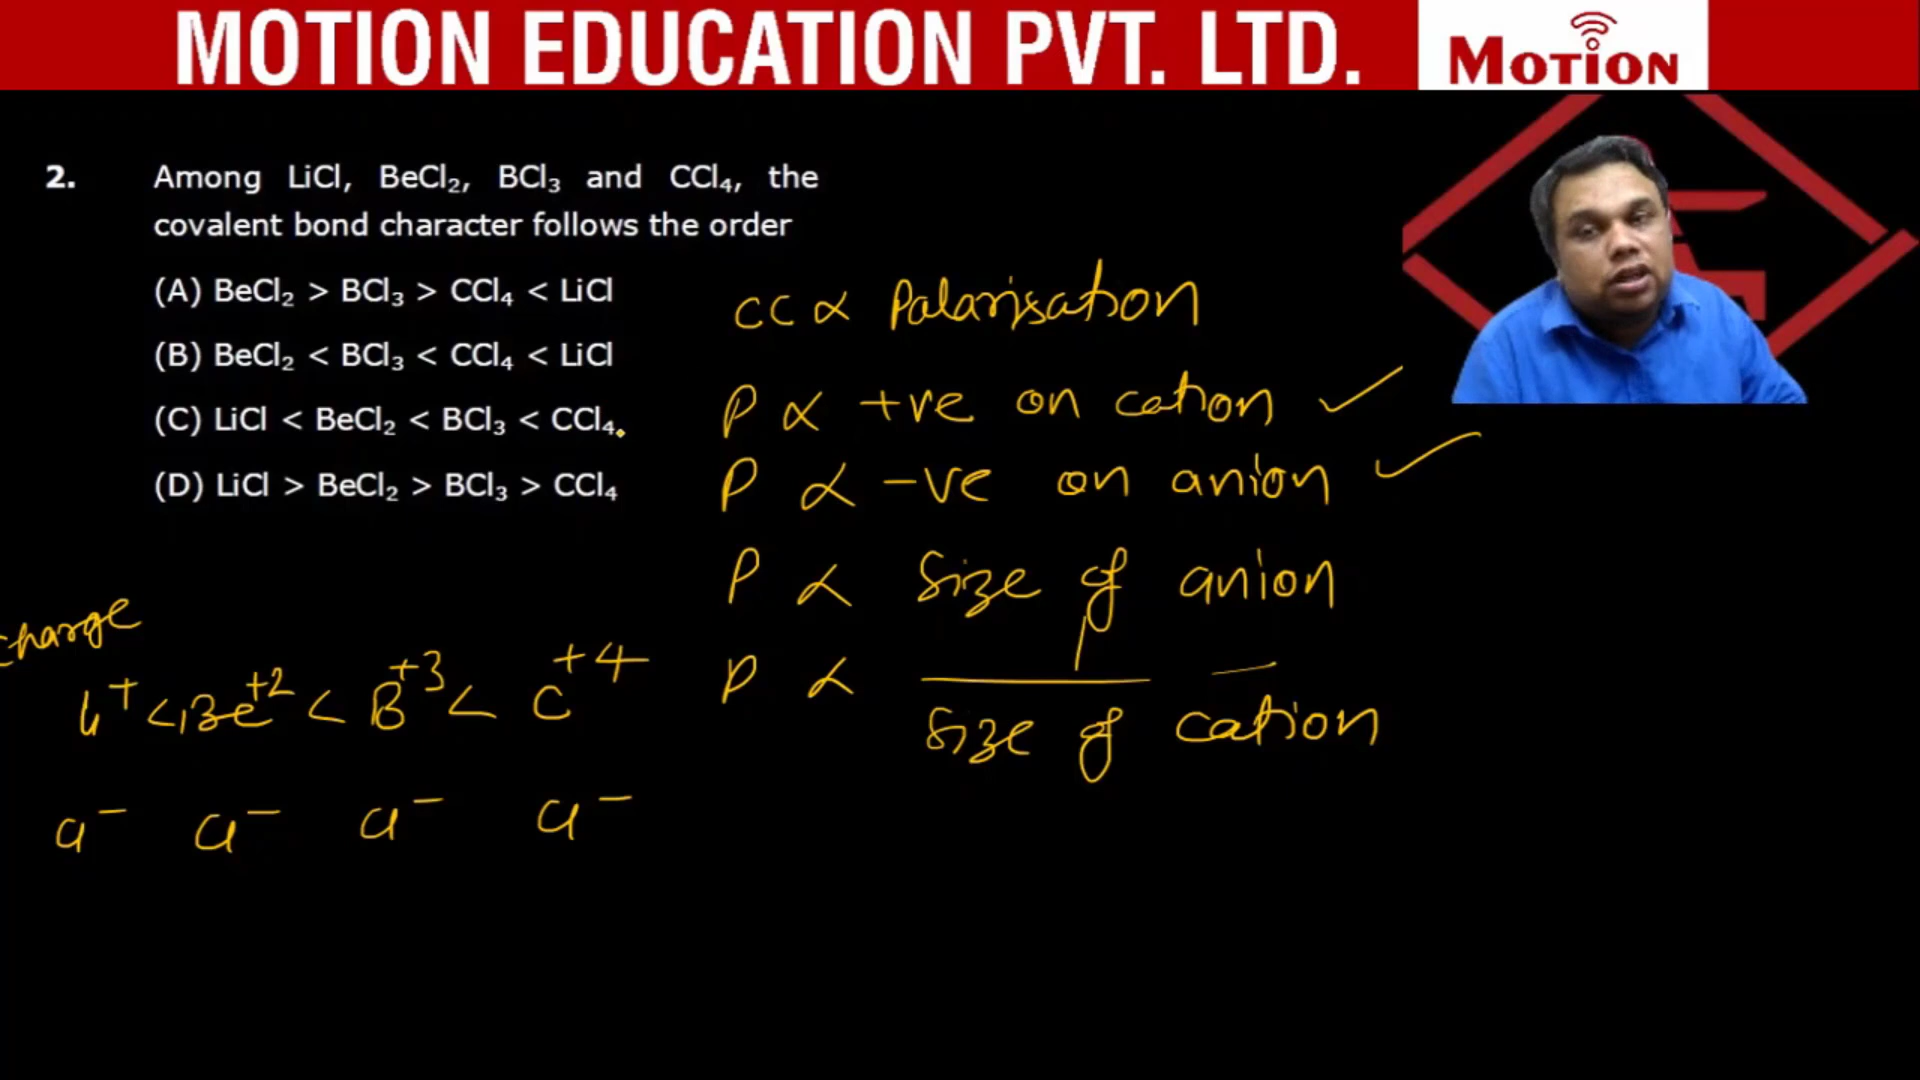 MOTION EDUCATION PVT. LTD.
MOTION
2. Among LiCl, BeCl₂, BCl₃ and CCl₄, the
covalent bond character follows the order
(A) BeCl₂ > BCl₃ > CCl₄ < LiCl
(B) BeCl₂ < BCl₃ < CCl₄ < LiCl
(C) LiCl < BeCl₂ < BCl₃ < CCl₄
(D) LiCl > BeCl₂ > BCl₃ > CCl₄
CC ∝ Polarisation
P ∝ +ve on cation ✓
P ∝ -ve on anion ✓
P ∝ Size of anion
P ∝ 1 / Size of cation
Charge
Li⁺ < Be⁺² < B⁺³ < C⁺⁴
Cl⁻ Cl⁻ Cl⁻ Cl⁻